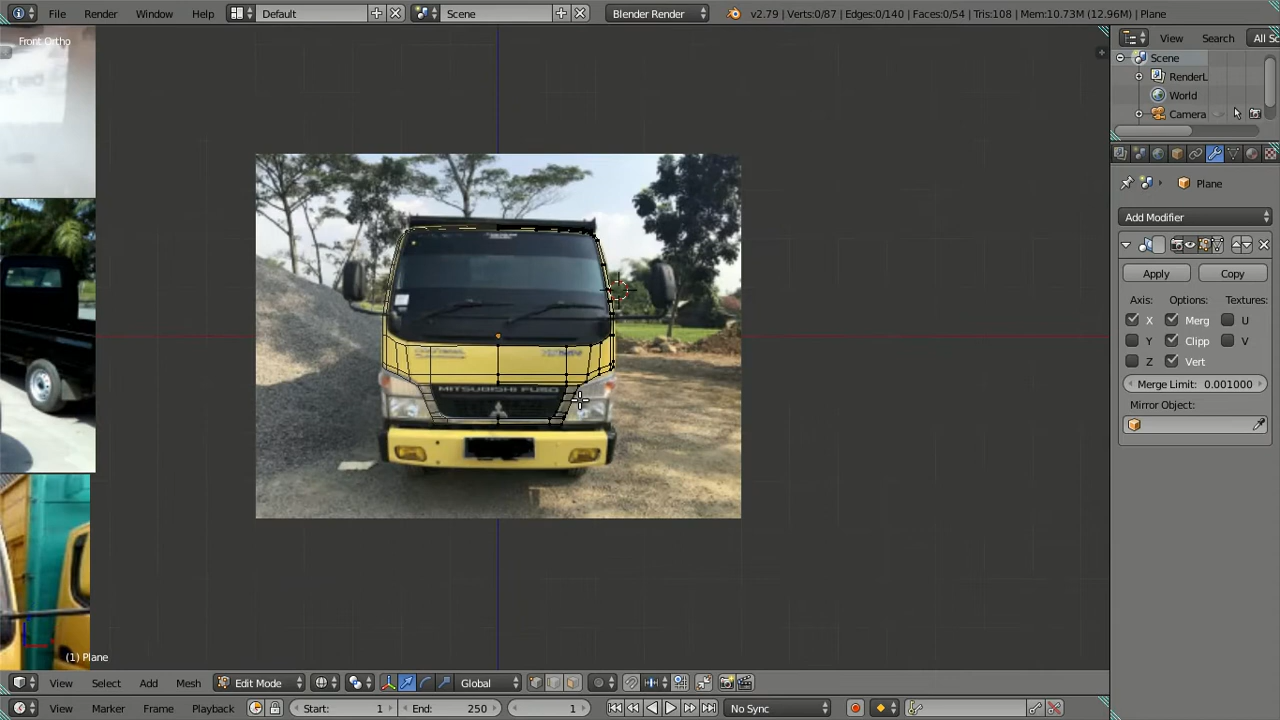 File Render Window Help Default Scene Blender Render v2.79 | Verts:0/87 | Edges:0/140 | Faces:0/54 | Tris:108 | Mem:10.73M (12.96M) | Plane
Front Ortho
View Search All Sc
Scene
RenderL
World
Camera
Plane
Add Modifier
Apply Copy
Axis: Options: Textures:
X Merg U
Y Clipp V
Z Vert
Merge Limit: 0.001000
Mirror Object:
MITSUBISHI FUSO
(1) Plane
View Select Add Mesh Edit Mode Global
View Marker Frame Playback Start: 1 End: 250 1 No Sync